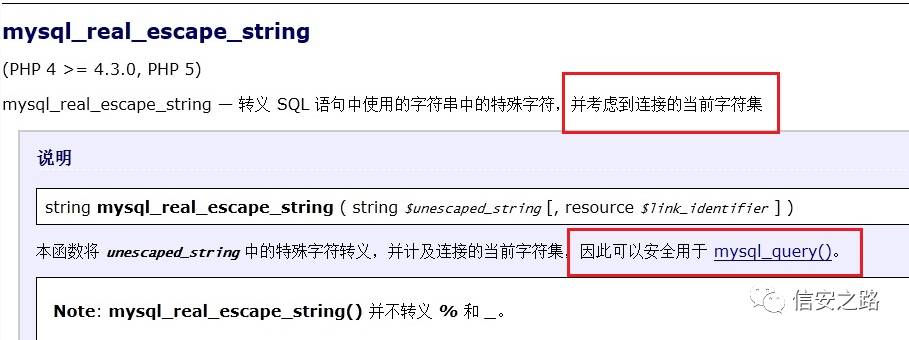 mysql_real_escape_string
(PHP 4 >= 4.3.0, PHP 5)
mysql_real_escape_string — 转义 SQL 语句中使用的字符串中的特殊字符，并考虑到连接的当前字符集
说明
string mysql_real_escape_string ( string $unescaped_string [, resource $link_identifier ] )
本函数将 unescaped_string 中的特殊字符转义，并计及连接的当前字符集，因此可以安全用于 mysql_query()。
Note: mysql_real_escape_string() 并不转义 % 和 _。
信安之路